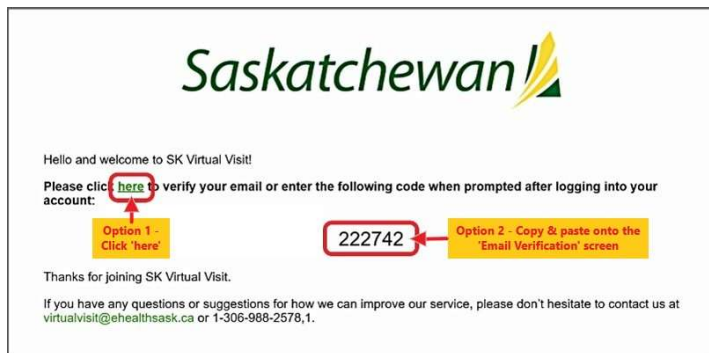 Saskatchewan
Hello and welcome to SK Virtual Visit!
Please click here to verify your email or enter the following code when prompted after logging into your
account:
Option 1 -
Click 'here'
222742
Option 2 - Copy & paste onto the
'Email Verification' screen
Thanks for joining SK Virtual Visit.
If you have any questions or suggestions for how we can improve our service, please don't hesitate to contact us at
virtualvisit@ehealthsask.ca or 1-306-988-2578,1.